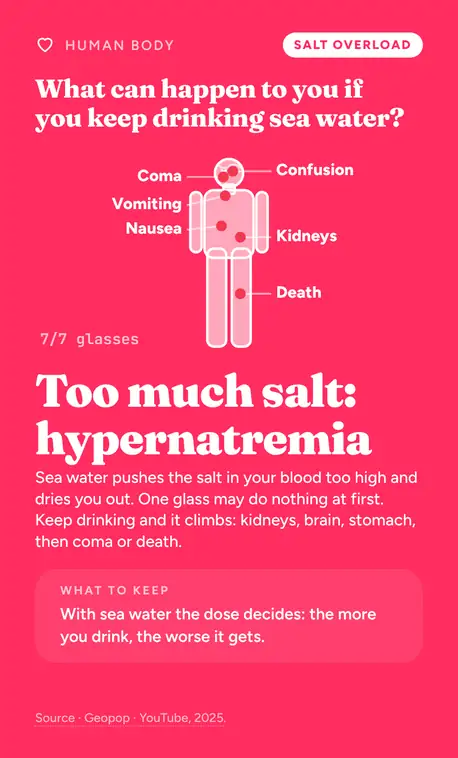 HUMAN BODY
SALT OVERLOAD
What can happen to you if
you keep drinking sea water?
Coma
Confusion
Vomiting
Nausea
Kidneys
Death
7/7 glasses
Too much salt:
hypernatremia
Sea water pushes the salt in your blood too high and
dries you out. One glass may do nothing at first.
Keep drinking and it climbs: kidneys, brain, stomach,
then coma or death.
WHAT TO KEEP
With sea water the dose decides: the more
you drink, the worse it gets.
Source · Geopop · YouTube, 2025.